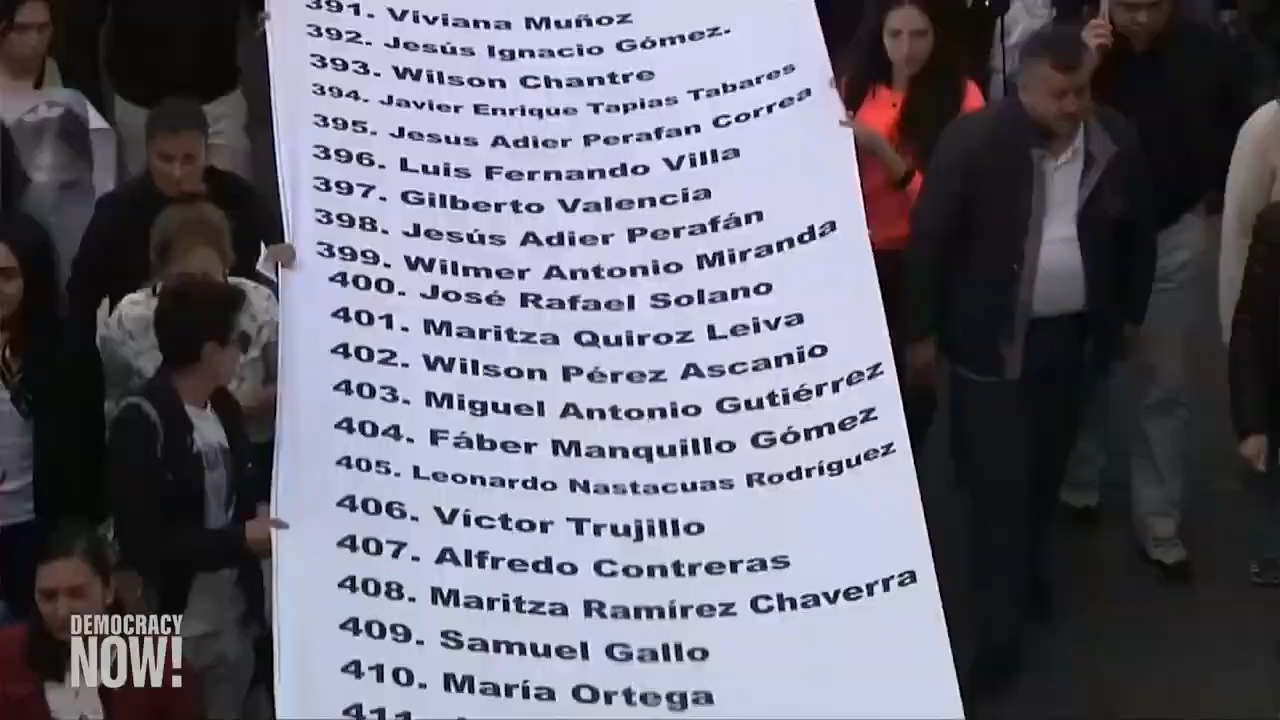 391. Viviana Muñoz
392. Jesús Ignacio Gómez.
393. Wilson Chantre
394. Javier Enrique Tapias Tabares
395. Jesus Adier Perafan Correa
396. Luis Fernando Villa
397. Gilberto Valencia
398. Jesús Adier Perafán
399. Wilmer Antonio Miranda
400. José Rafael Solano
401. Maritza Quiroz Leiva
402. Wilson Pérez Ascanio
403. Miguel Antonio Gutiérrez
404. Fáber Manquillo Gómez
405. Leonardo Nastacuas Rodríguez
406. Víctor Trujillo
407. Alfredo Contreras
408. Maritza Ramírez Chaverra
409. Samuel Gallo
410. María Ortega
411.
DEMOCRACY
NOW!